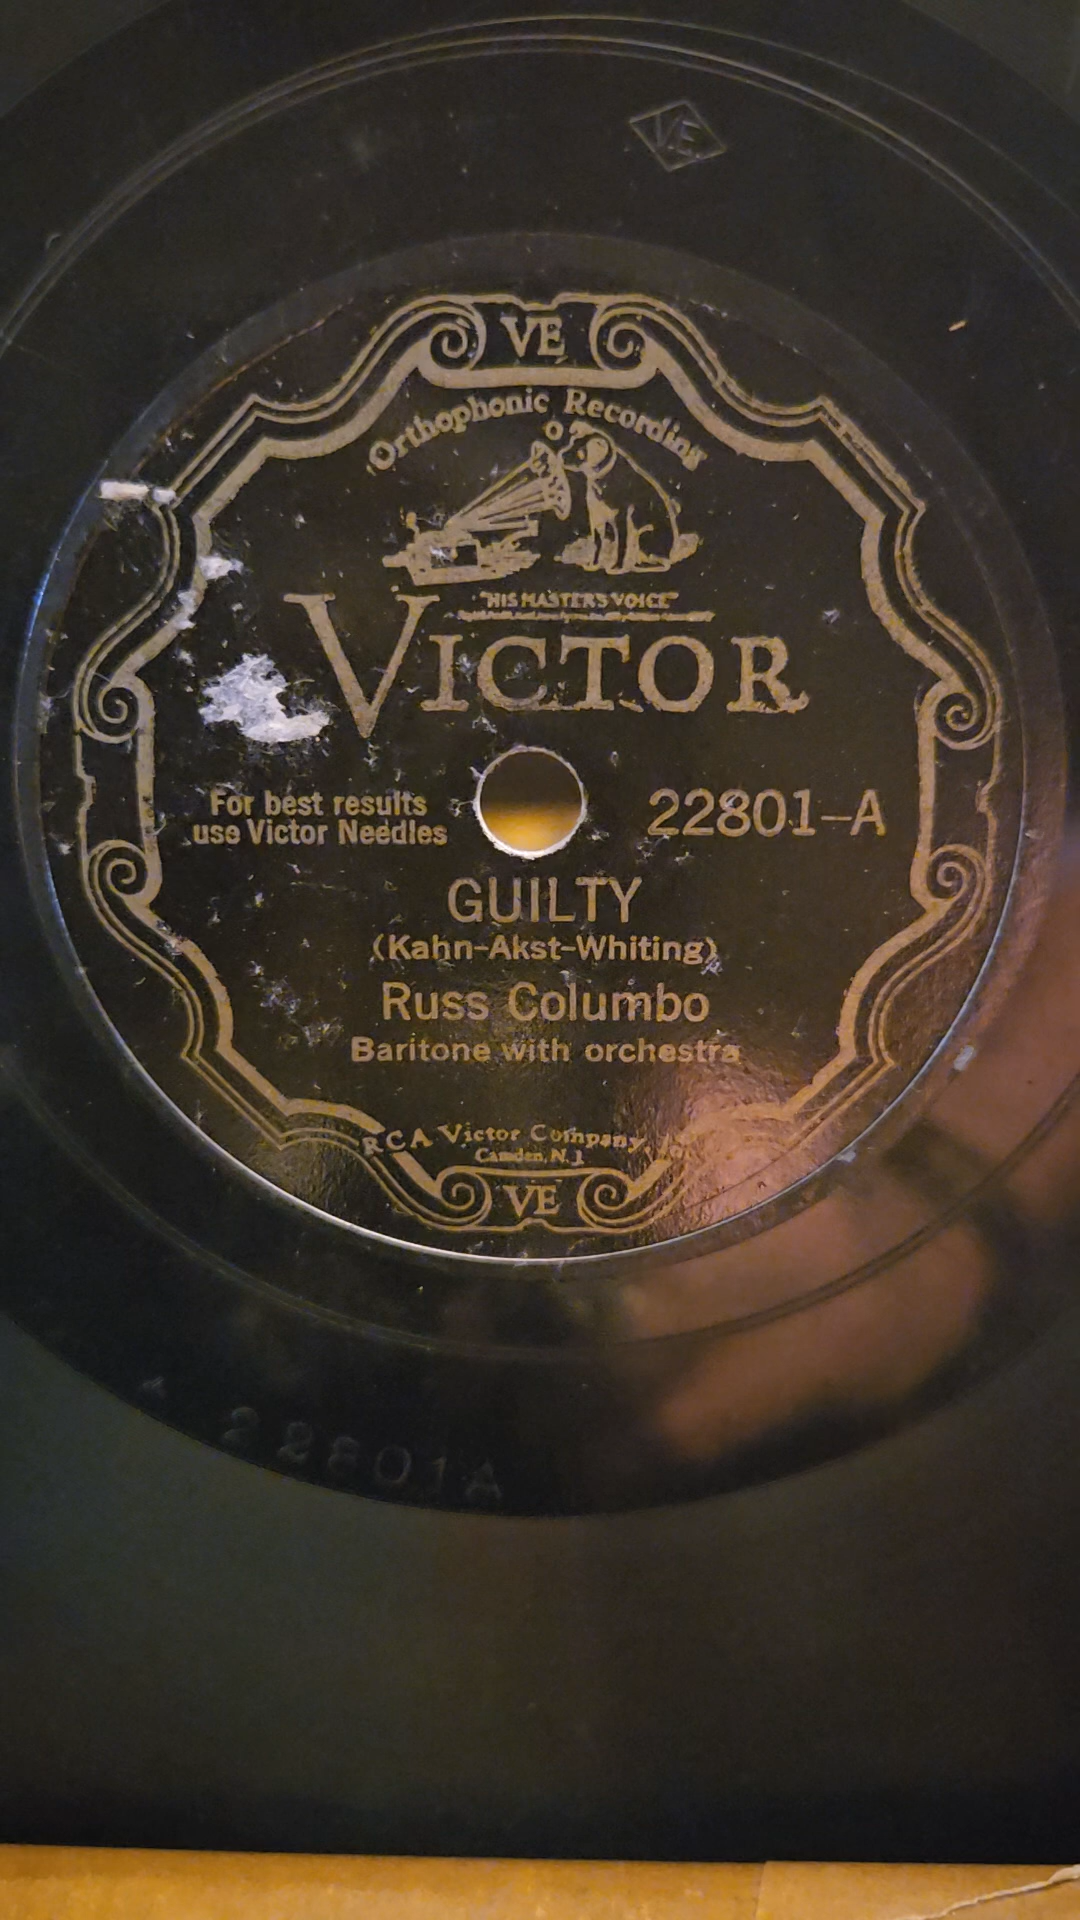 V.E.
VE
Orthophonic Recording
"HIS MASTER'S VOICE"
VICTOR
For best results
use Victor Needles
22801-A
GUILTY
(Kahn-Akst-Whiting)
Russ Columbo
Baritone with orchestra
RCA Victor Company,
Camden, N.J.
VE
22801A